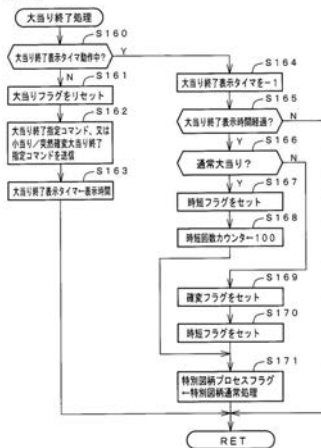 大当り終了処理
S160
大当り終了表示タイマ動作中?
Y
N
S161
大当りフラグをリセット
S162
大当り終了指定コマンド、又は
小当り/突然確変大当り終了
指定コマンドを送信
S163
大当り終了表示タイマ←表示時間
S164
大当り終了表示タイマを-1
S165
大当り終了表示時間経過?
N
Y
S166
通常大当り?
N
Y
S167
時短フラグをセット
S168
時短回数カウンタ←100
S169
確変フラグをセット
S170
時短フラグをセット
S171
特別図柄プロセスフラグ
←特別図柄通常処理
RET